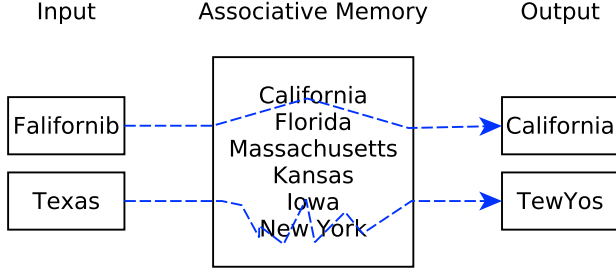 Input
Associative Memory
Output
Falifornib
California
Florida
Massachusetts
Kansas
Iowa
New York
California
Texas
TewYos